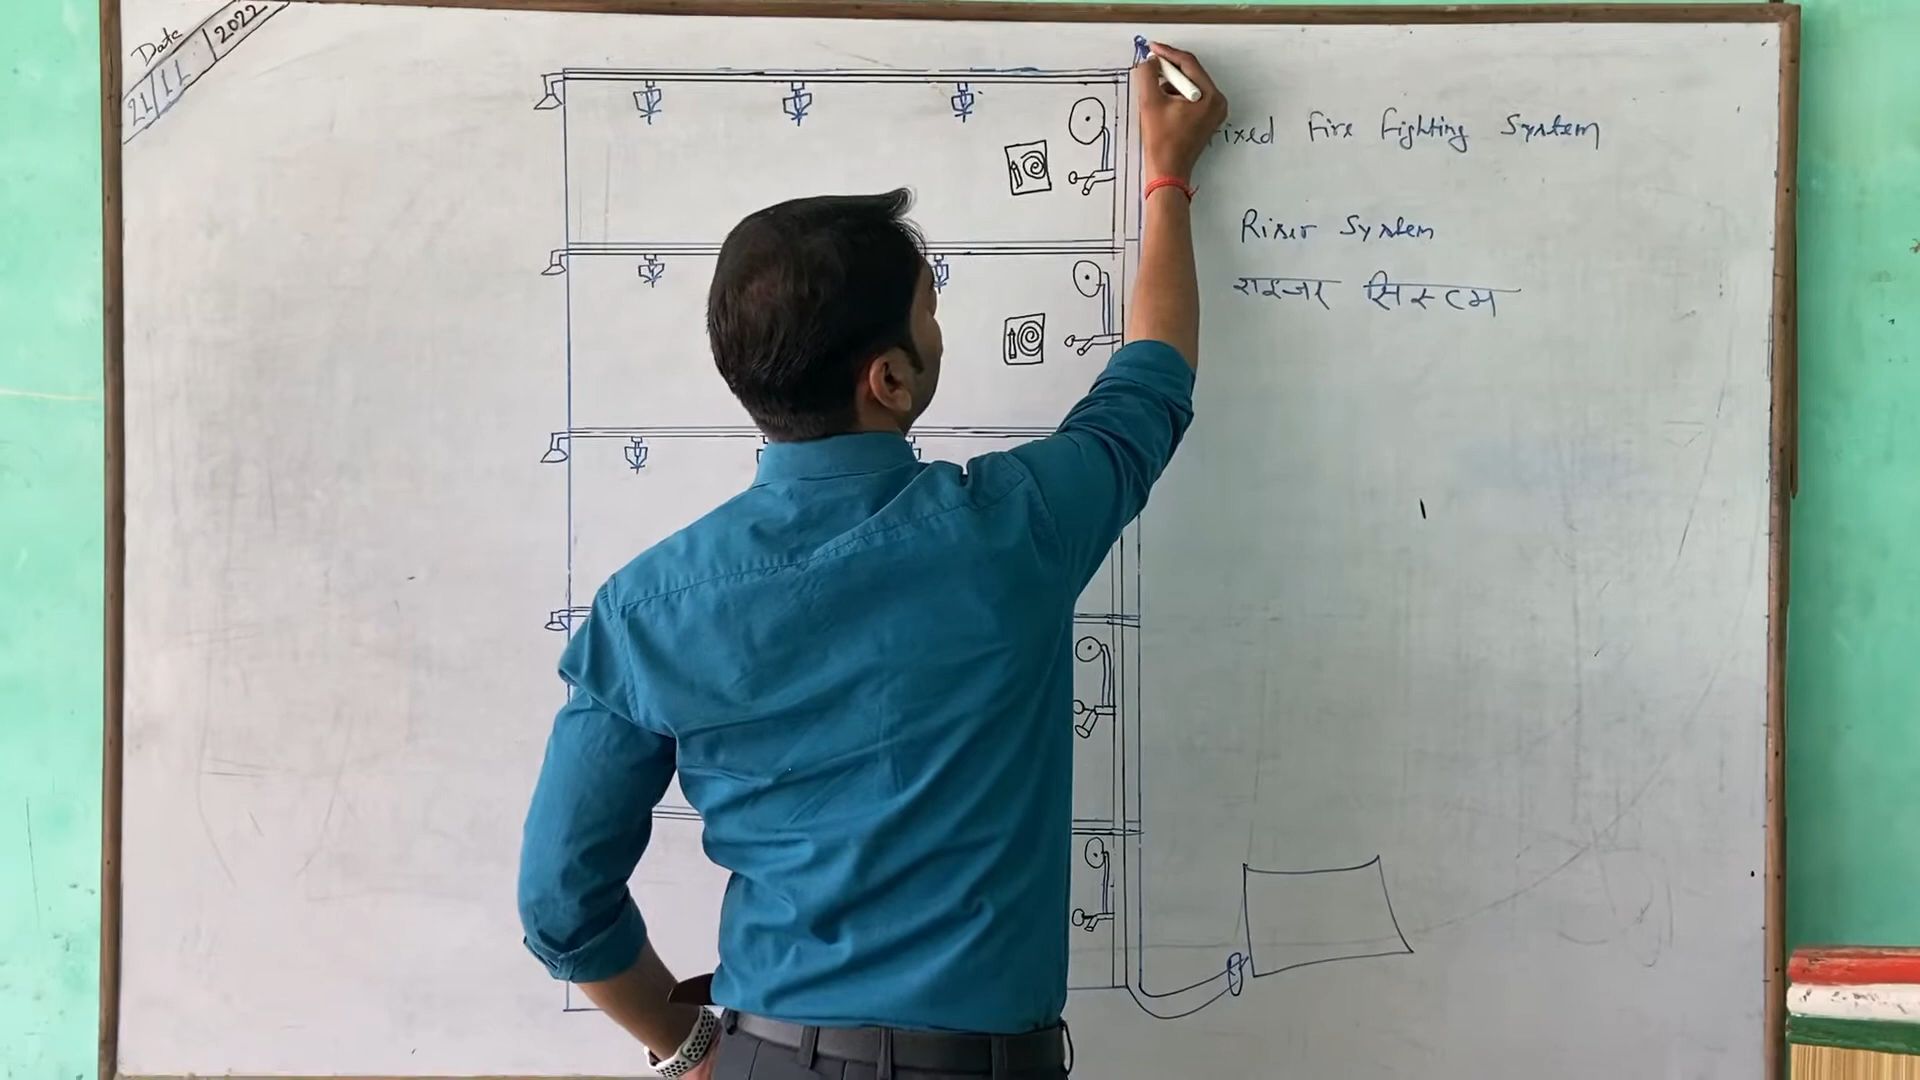 Date
21/11/2022
Fixed Fire Fighting System
Riser System
राइजर सिस्टम